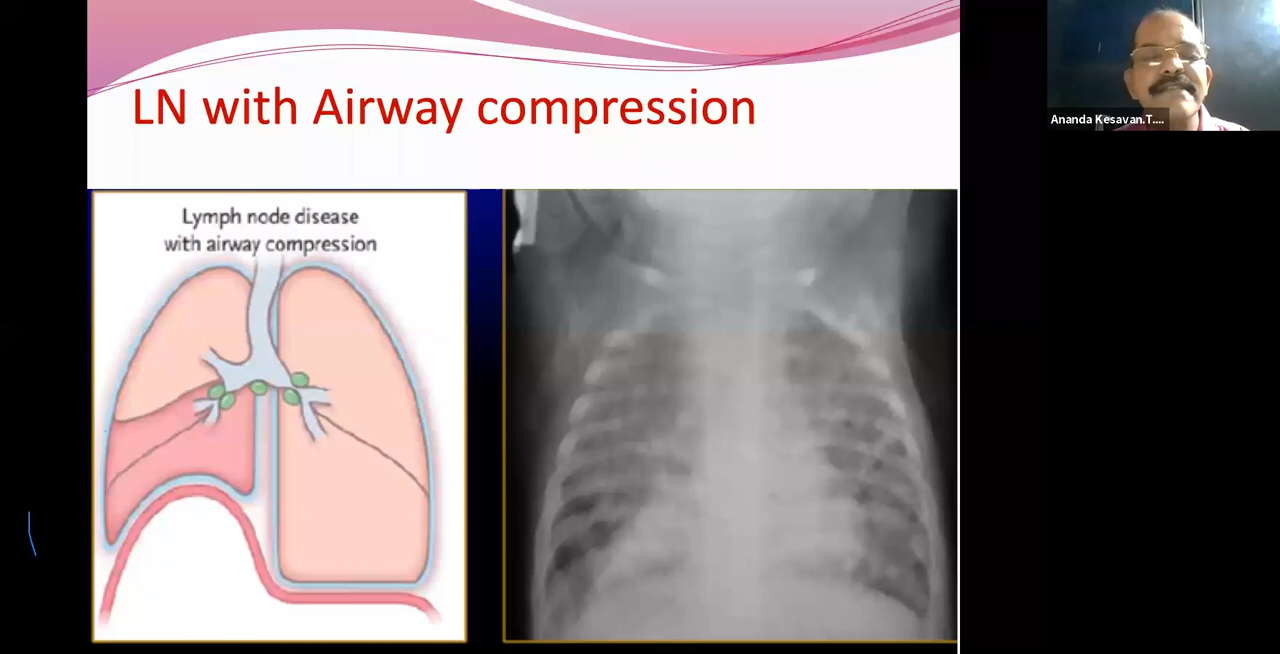 LN with Airway compression
Lymph node disease
with airway compression
Ananda Kesavan.T....